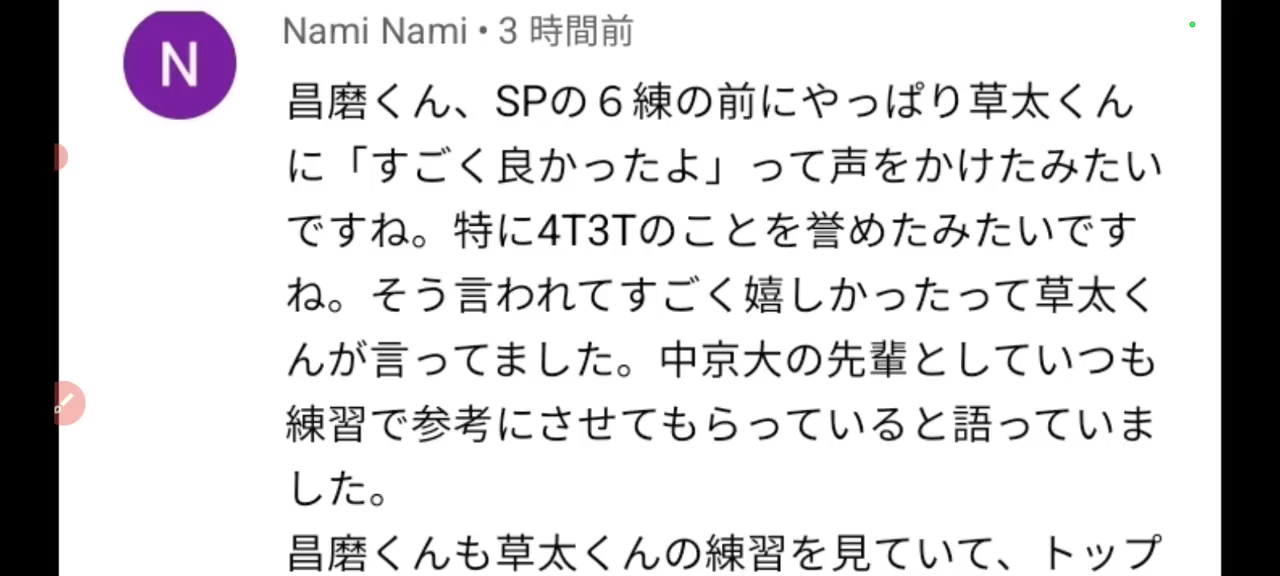 N
Nami Nami • 3 時間前
昌磨くん、SPの６練の前にやっぱり草太くん
に「すごく良かったよ」って声をかけたみたい
ですね。特に4T3Tのことを誉めたみたいです
ね。そう言われてすごく嬉しかったって草太く
んが言ってました。中京大の先輩としていつも
練習で参考にさせてもらっていると語っていま
した。
昌磨くんも草太くんの練習を見ていて、トップ